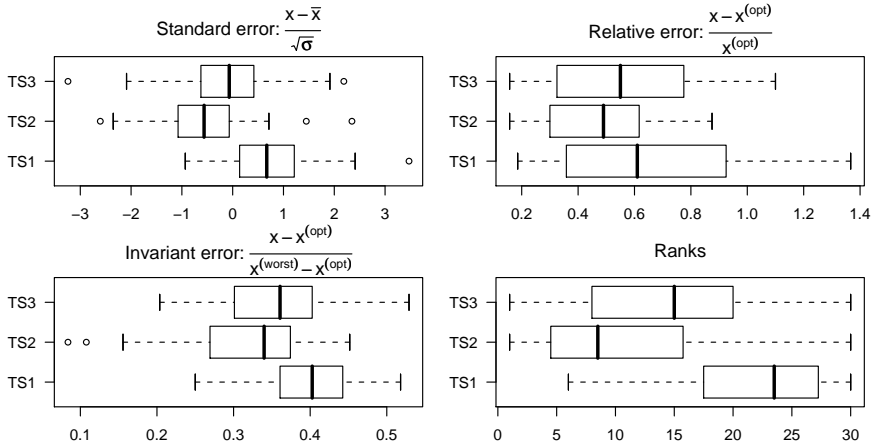 Standard error: (x − x̄) / √σ
TS3
TS2
TS1
−3 −2 −1 0 1 2 3
Relative error: (x − x^(opt)) / x^(opt)
TS3
TS2
TS1
0.2 0.4 0.6 0.8 1.0 1.2 1.4
Invariant error: (x − x^(opt)) / (x^(worst) − x^(opt))
TS3
TS2
TS1
0.1 0.2 0.3 0.4 0.5
Ranks
TS3
TS2
TS1
0 5 10 15 20 25 30